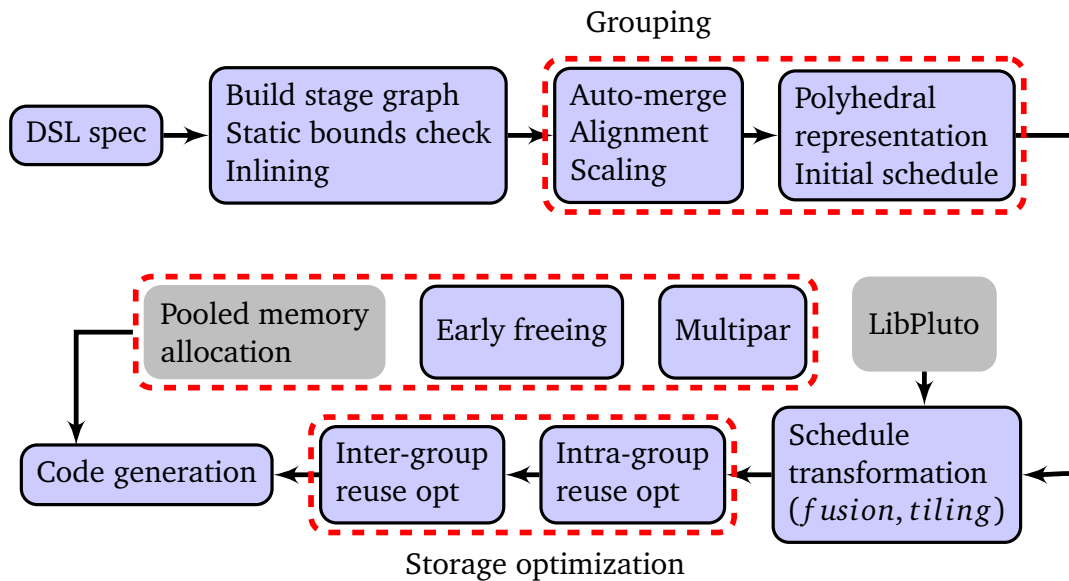 Grouping
DSL spec
Build stage graph
Static bounds check
Inlining
Auto-merge
Alignment
Scaling
Polyhedral
representation
Initial schedule
Pooled memory
allocation
Early freeing
Multipar
LibPluto
Code generation
Inter-group
reuse opt
Intra-group
reuse opt
Schedule
transformation
(fusion, tiling)
Storage optimization